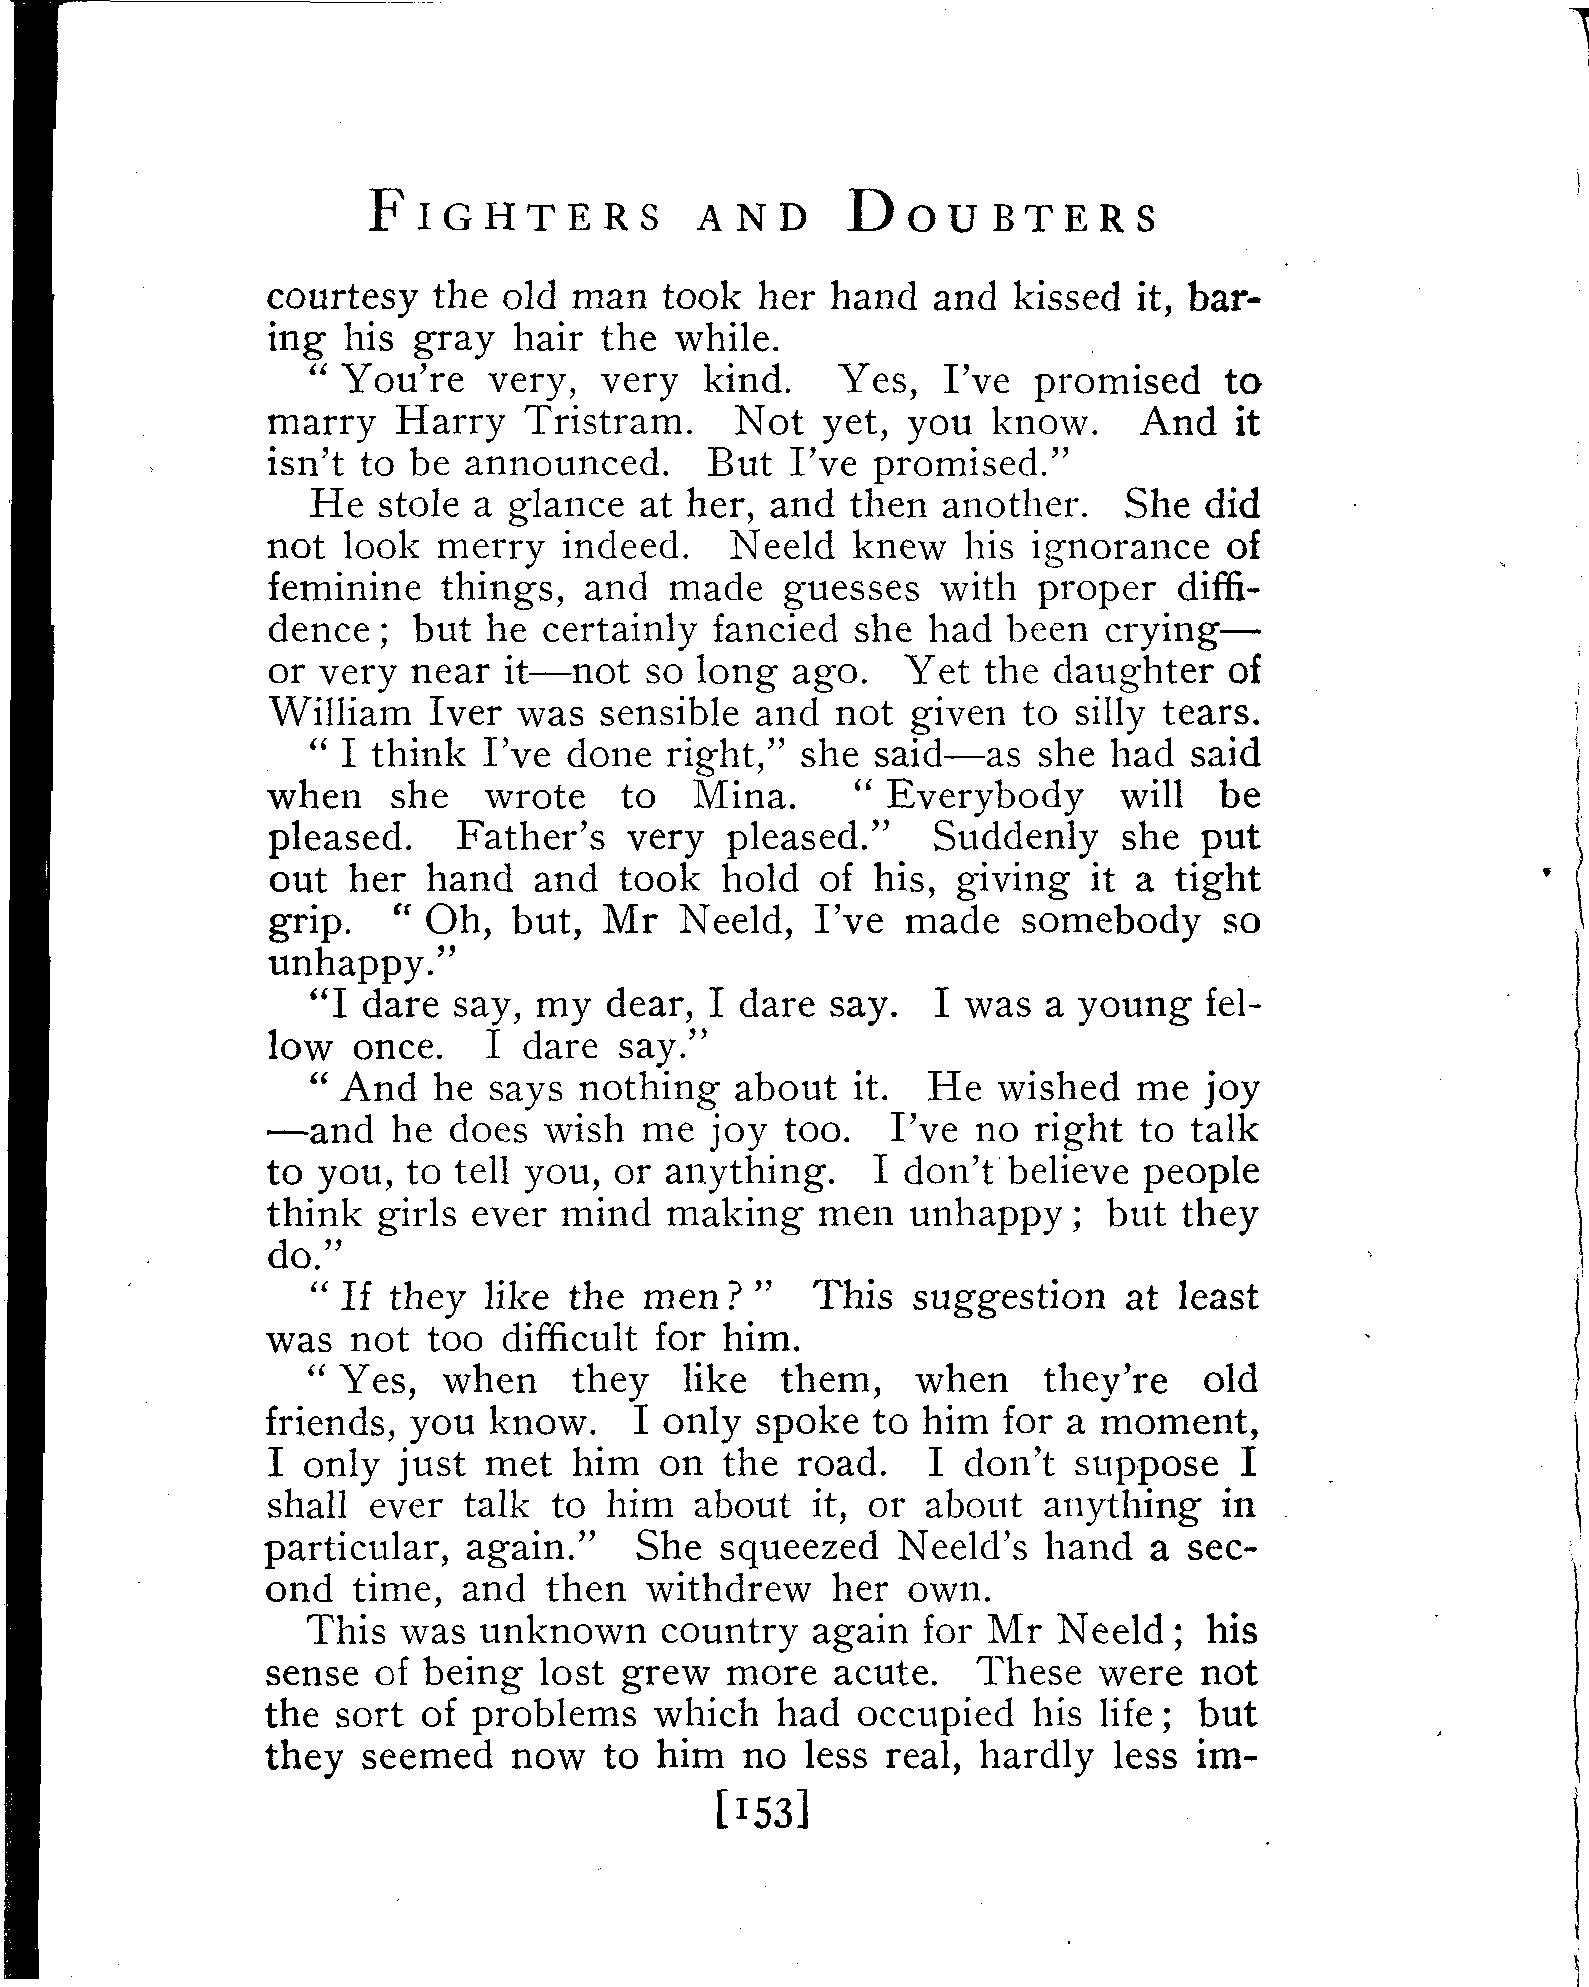 FIGHTERS AND DOUBTERS
courtesy the old man took her hand and kissed it, bar-
ing his gray hair the while.
“ You're very, very kind. Yes, I've promised to
marry Harry Tristram. Not yet, you know. And it
isn't to be announced. But I've promised.”
He stole a glance at her, and then another. She did
not look merry indeed. Neeld knew his ignorance of
feminine things, and made guesses with proper diffi-
dence ; but he certainly fancied she had been crying—
or very near it—not so long ago. Yet the daughter of
William Iver was sensible and not given to silly tears.
“ I think I've done right,” she said—as she had said
when she wrote to Mina. “ Everybody will be
pleased. Father's very pleased.” Suddenly she put
out her hand and took hold of his, giving it a tight
grip. “ Oh, but, Mr Neeld, I've made somebody so
unhappy.”
“I dare say, my dear, I dare say. I was a young fel-
low once. I dare say.”
“ And he says nothing about it. He wished me joy
—and he does wish me joy too. I've no right to talk
to you, to tell you, or anything. I don't believe people
think girls ever mind making men unhappy ; but they
do.”
“ If they like the men ? ” This suggestion at least
was not too difficult for him.
“ Yes, when they like them, when they're old
friends, you know. I only spoke to him for a moment,
I only just met him on the road. I don't suppose I
shall ever talk to him about it, or about anything in
particular, again.” She squeezed Neeld's hand a sec-
ond time, and then withdrew her own.
This was unknown country again for Mr Neeld ; his
sense of being lost grew more acute. These were not
the sort of problems which had occupied his life ; but
they seemed now to him no less real, hardly less im-
[153]